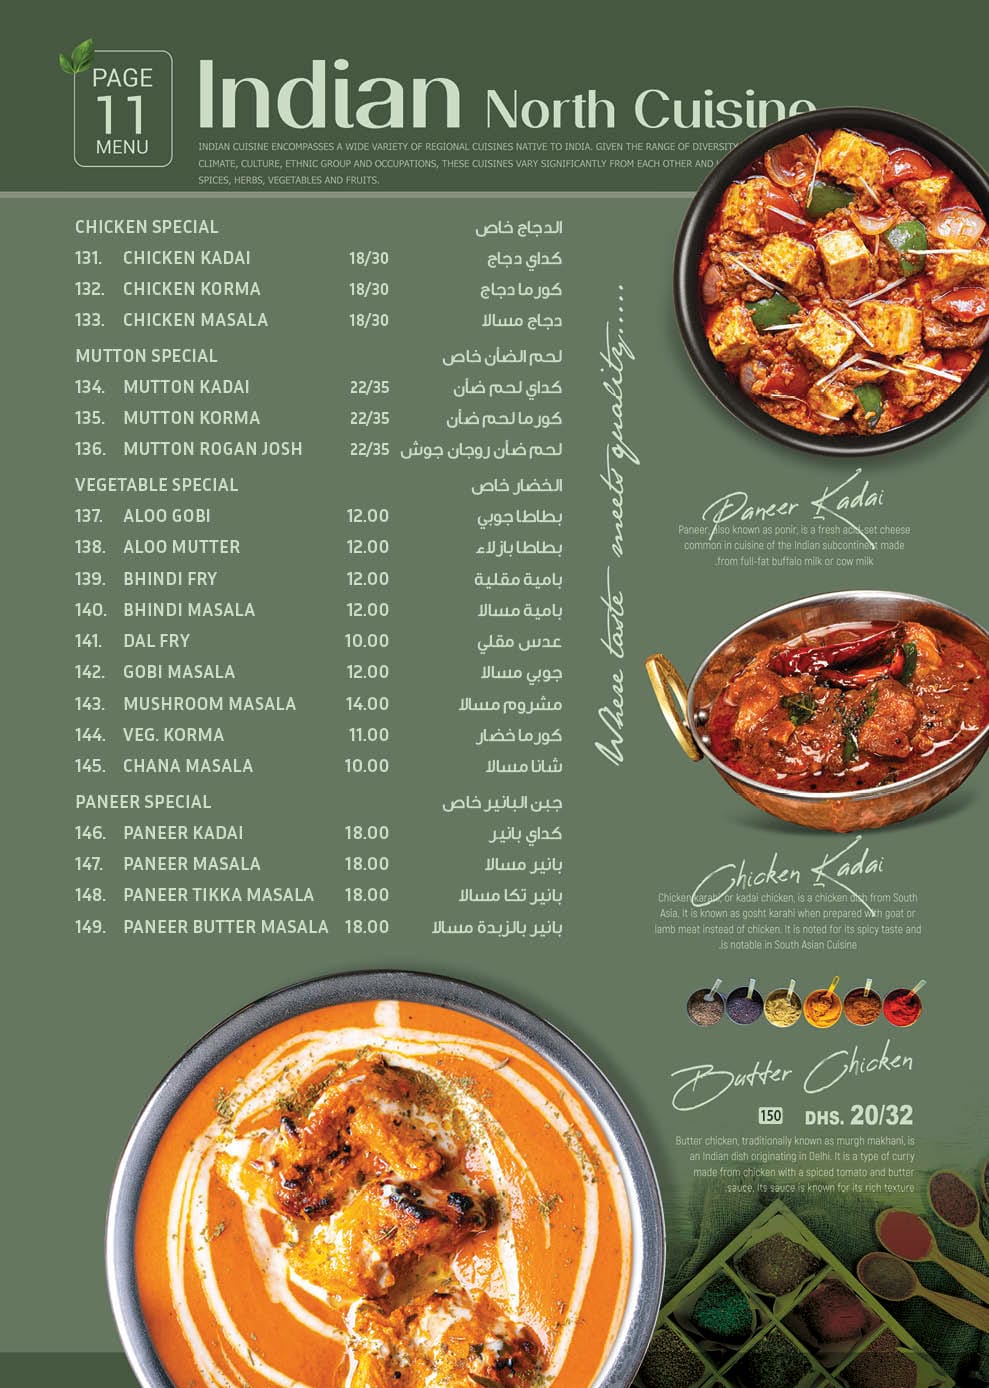 PAGE
11
MENU
Indian North Cuisine
INDIAN CUISINE ENCOMPASSES A WIDE VARIETY OF REGIONAL CUISINES NATIVE TO INDIA. GIVEN THE RANGE OF DIVERSITY
CLIMATE, CULTURE, ETHNIC GROUP AND OCCUPATIONS, THESE CUISINES VARY SIGNIFICANTLY FROM EACH OTHER AND
SPICES, HERBS, VEGETABLES AND FRUITS.
CHICKEN SPECIAL الدجاج خاص
131. CHICKEN KADAI 18/30 كداي دجاج
132. CHICKEN KORMA 18/30 كورما دجاج
133. CHICKEN MASALA 18/30 دجاج مسالا
MUTTON SPECIAL لحم الضأن خاص
134. MUTTON KADAI 22/35 كداي لحم ضأن
135. MUTTON KORMA 22/35 كورما لحم ضأن
136. MUTTON ROGAN JOSH 22/35 لحم ضأن روجان جوش
VEGETABLE SPECIAL الخضار خاص
137. ALOO GOBI 12.00 بطاطا جوبي
138. ALOO MUTTER 12.00 بطاطا بازلاء
139. BHINDI FRY 12.00 بامية مقلية
140. BHINDI MASALA 12.00 بامية مسالا
141. DAL FRY 10.00 عدس مقلي
142. GOBI MASALA 12.00 جوبي مسالا
143. MUSHROOM MASALA 14.00 مشروم مسالا
144. VEG. KORMA 11.00 كورما خضار
145. CHANA MASALA 10.00 شانا مسالا
PANEER SPECIAL جبن البانير خاص
146. PANEER KADAI 18.00 كداي بانير
147. PANEER MASALA 18.00 بانير مسالا
148. PANEER TIKKA MASALA 18.00 بانير تكا مسالا
149. PANEER BUTTER MASALA 18.00 بانير بالزبدة مسالا
Where taste meets quality.....
Paneer Kadai
Paneer, also known as ponir, is a fresh acid-set cheese
common in cuisine of the Indian subcontinent made
.from full-fat buffalo milk or cow milk
Chicken Kadai
Chicken karahi, or kadai chicken, is a chicken dish from South
Asia. It is known as gosht karahi when prepared with goat or
lamb meat instead of chicken. It is noted for its spicy taste and
.is notable in South Asian Cuisine
Butter Chicken
150 DHS. 20/32
Butter chicken, traditionally known as murgh makhani, is
an Indian dish originating in Delhi. It is a type of curry
made from chicken with a spiced tomato and butter
.sauce. Its sauce is known for its rich texture